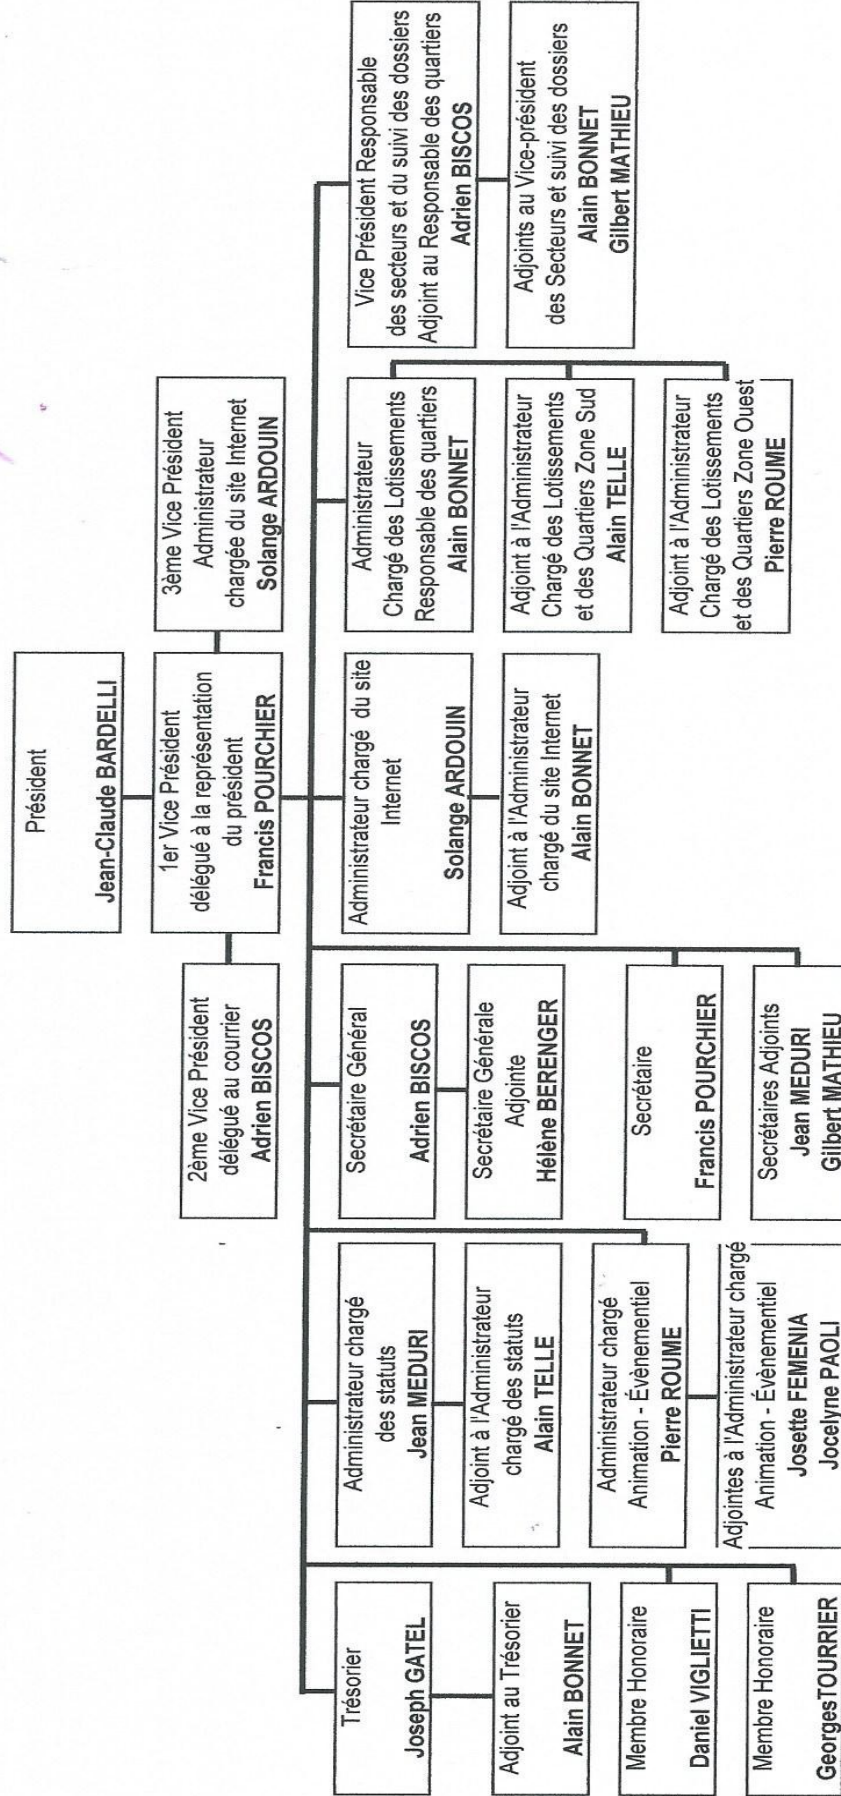 Président
Jean-Claude BARDELLI
2ème Vice Président
délégué au courrier
Adrien BISCOS
1er Vice Président
délégué à la représentation
du président
Francis POURCHIER
3ème Vice Président
Administrateur
chargée du site Internet
Solange ARDOUIN
Trésorier
Joseph GATEL
Adjoint au Trésorier
Alain BONNET
Membre Honoraire
Daniel VIGLIETTI
Membre Honoraire
GeorgesTOURRIER
Administrateur chargé
des statuts
Jean MEDURI
Adjoint à l'Administrateur
chargé des statuts
Alain TELLE
Administrateur chargé
Animation - Évènementiel
Pierre ROUME
Adjointes à l'Administrateur chargé
Animation - Évènementiel
Josette FEMENIA
Jocelyne PAOLI
Secrétaire Général
Adrien BISCOS
Secrétaire Générale
Adjointe
Hélène BERENGER
Secrétaire
Francis POURCHIER
Secrétaires Adjoints
Jean MEDURI
Gilbert MATHIEU
Administrateur chargé du site
Internet
Solange ARDOUIN
Adjoint à l'Administrateur
chargé du site Internet
Alain BONNET
Administrateur
Chargé des Lotissements
Responsable des quartiers
Alain BONNET
Adjoint à l'Administrateur
Chargé des Lotissements
et des Quartiers Zone Sud
Alain TELLE
Adjoint à l'Administrateur
Chargé des Lotissements
et des Quartiers Zone Ouest
Pierre ROUME
Vice Président Responsable
des secteurs et du suivi des dossiers
Adjoint au Responsable des quartiers
Adrien BISCOS
Adjoints au Vice-président
des Secteurs et suivi des dossiers
Alain BONNET
Gilbert MATHIEU